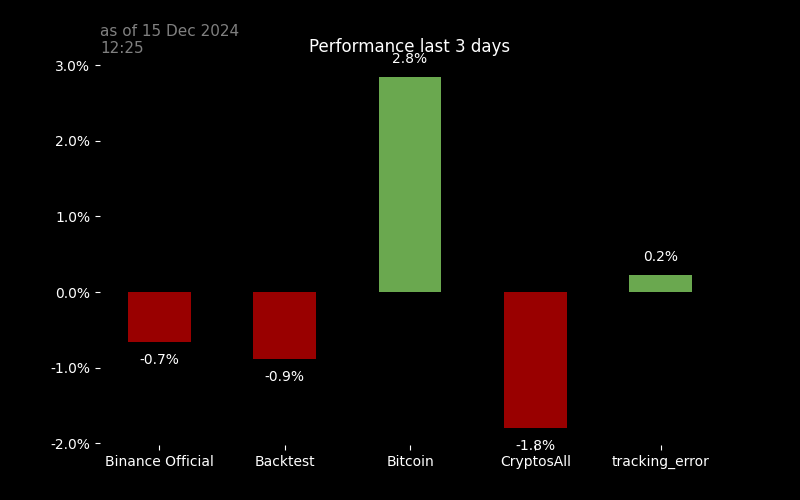 as of 15 Dec 2024
12:25
Performance last 3 days
3.0%
2.0%
1.0%
0.0%
-1.0%
-2.0%
-0.7%
-0.9%
2.8%
-1.8%
0.2%
Binance Official
Backtest
Bitcoin
CryptosAll
tracking_error